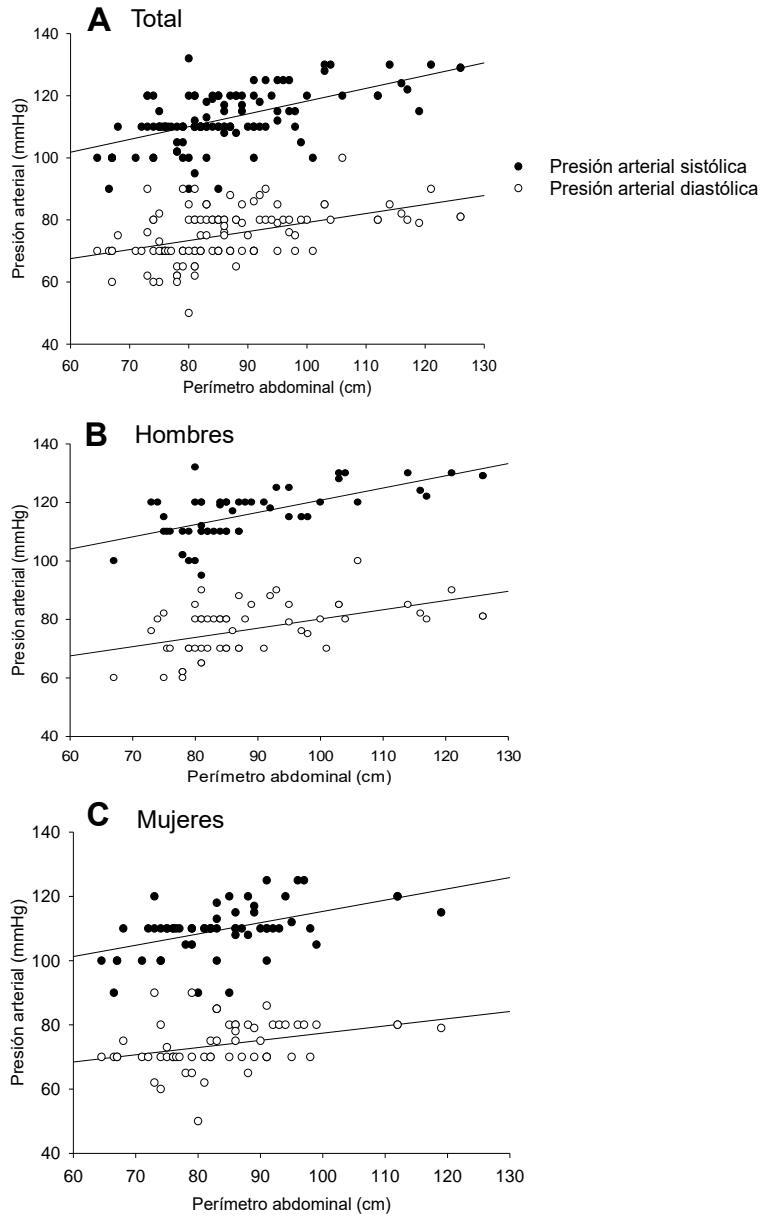 A Total
140
120
100
80
60
40
Presión arterial (mmHg)
60 70 80 90 100 110 120 130
Perímetro abdominal (cm)
Presión arterial sistólica
Presión arterial diastólica
B Hombres
140
120
100
80
60
40
Presión arterial (mmHg)
60 70 80 90 100 110 120 130
Perímetro abdominal (cm)
C Mujeres
140
120
100
80
60
40
Presión arterial (mmHg)
60 70 80 90 100 110 120 130
Perímetro abdominal (cm)